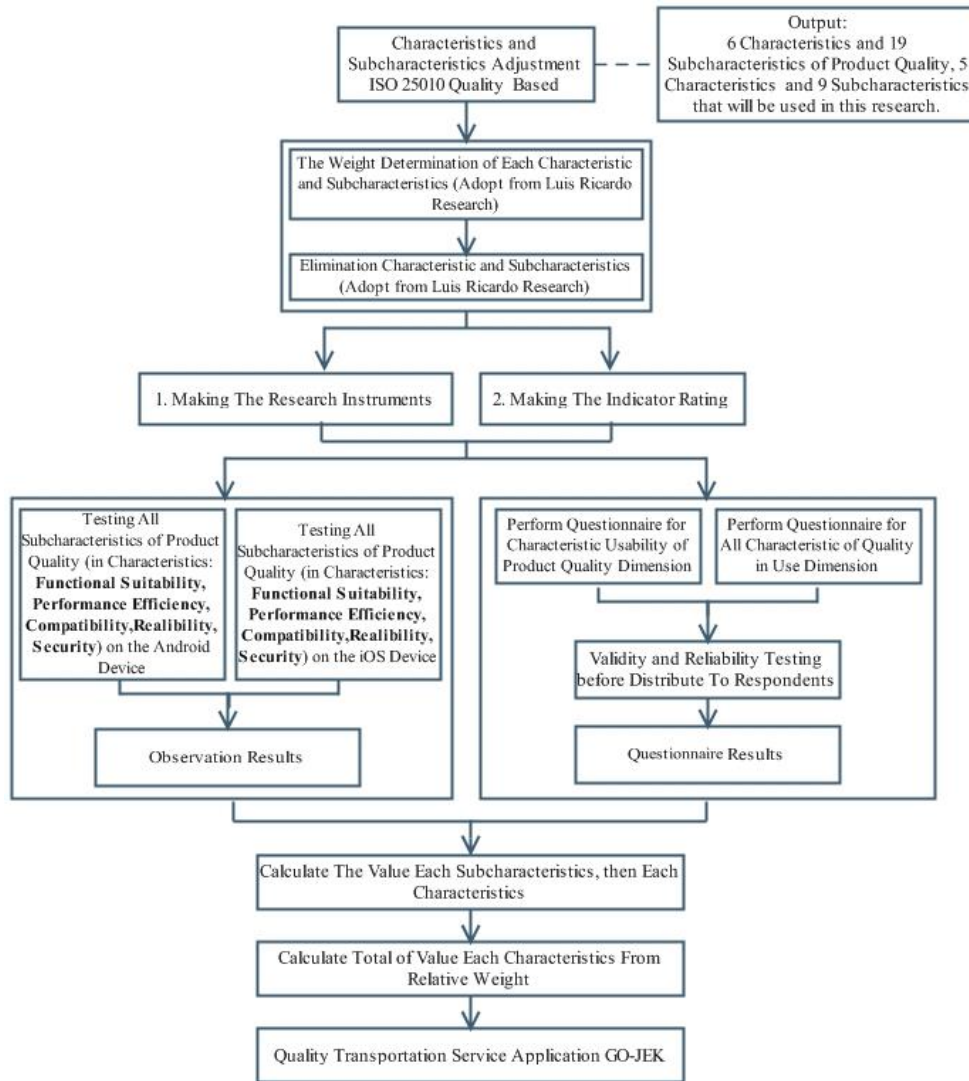 Characteristics and
Subcharacteristics Adjustment
ISO 25010 Quality Based
Output:
6 Characteristics and 19
Subcharacteristics of Product Quality, 5
Characteristics and 9 Subcharacteristics
that will be used in this research.
The Weight Determination of Each Characteristic
and Subcharacteristics (Adopt from Luis Ricardo
Research)
Elimination Characteristic and Subcharacteristics
(Adopt from Luis Ricardo Research)
1. Making The Research Instruments
2. Making The Indicator Rating
Testing All
Subcharacteristics of Product
Quality (in Characteristics:
Functional Suitability,
Performance Efficiency,
Compatibility,Realibility,
Security) on the Android
Device
Testing All
Subcharacteristics of Product
Quality (in Characteristics:
Functional Suitability,
Performance Efficiency,
Compatibility,Realibility,
Security) on the iOS Device
Observation Results
Perform Questionnaire for
Characteristic Usability of
Product Quality Dimension
Perform Questionnaire for
All Characteristic of Quality
in Use Dimension
Validity and Reliability Testing
before Distribute To Respondents
Questionnaire Results
Calculate The Value Each Subcharacteristics, then Each
Characteristics
Calculate Total of Value Each Characteristics From
Relative Weight
Quality Transportation Service Application GO-JEK